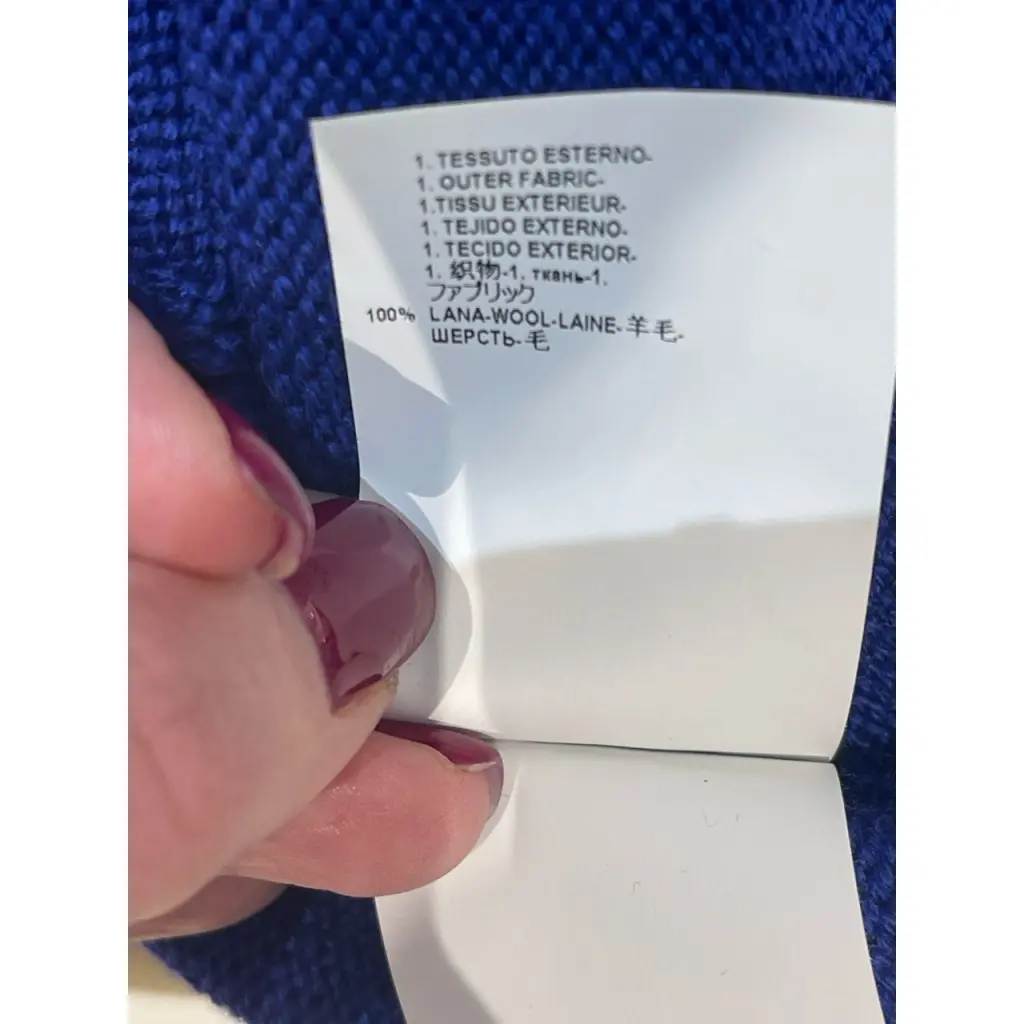 1. TESSUTO ESTERNO-
1. OUTER FABRIC-
1.TISSU EXTERIEUR-
1. TEJIDO EXTERNO-
1. TECIDO EXTERIOR-
1. 织物-1. ткань-1.
ファブリック
100% LANA-WOOL-LAINE-羊毛-
ШЕРСТЬ-毛